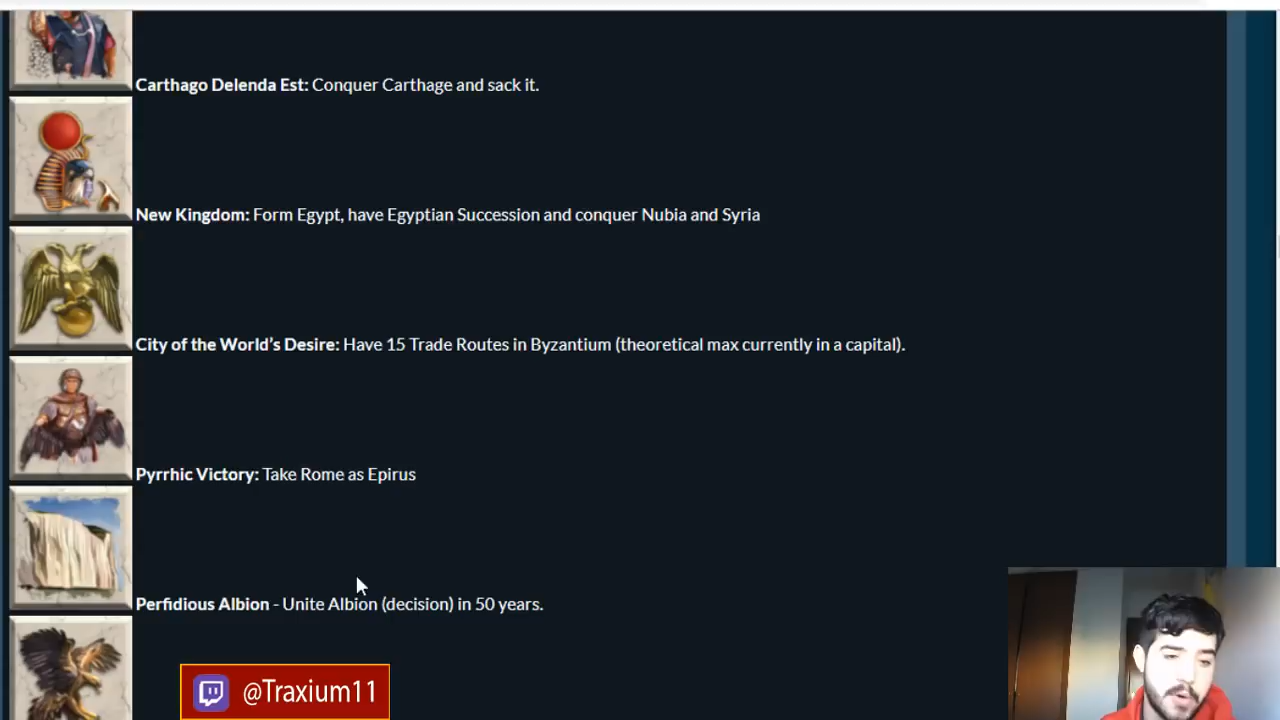 Carthago Delenda Est: Conquer Carthage and sack it.
New Kingdom: Form Egypt, have Egyptian Succession and conquer Nubia and Syria
City of the World's Desire: Have 15 Trade Routes in Byzantium (theoretical max currently in a capital).
Pyrrhic Victory: Take Rome as Epirus
Perfidious Albion - Unite Albion (decision) in 50 years.
@Traxium11